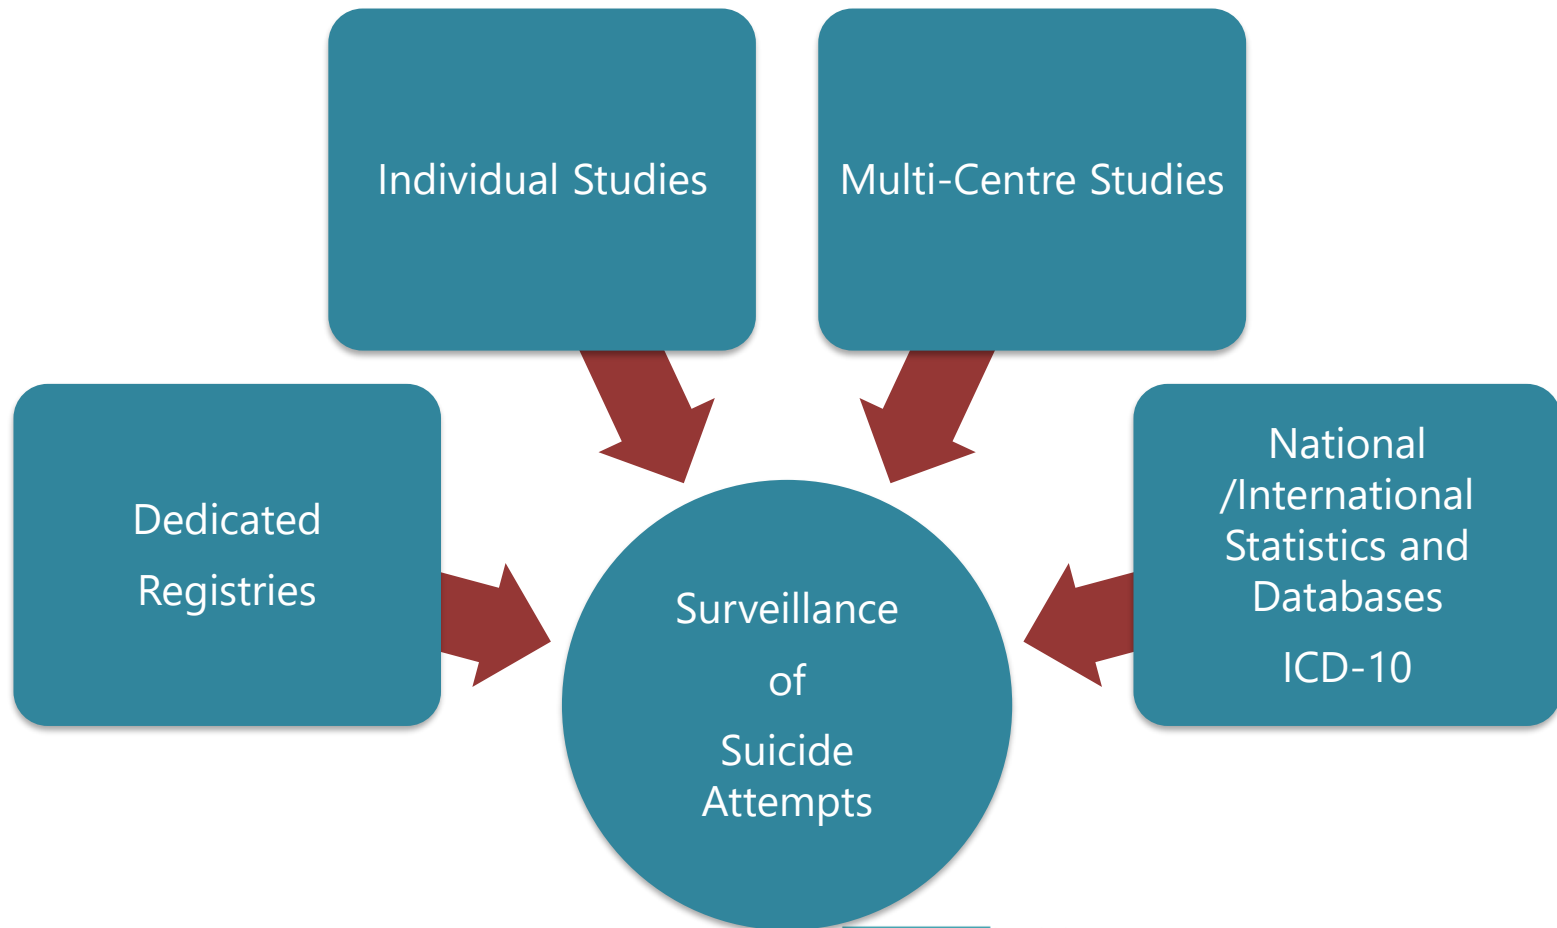 Individual Studies
Multi-Centre Studies
Dedicated
Registries
National
/International
Statistics and
Databases
ICD-10
Surveillance
of
Suicide
Attempts